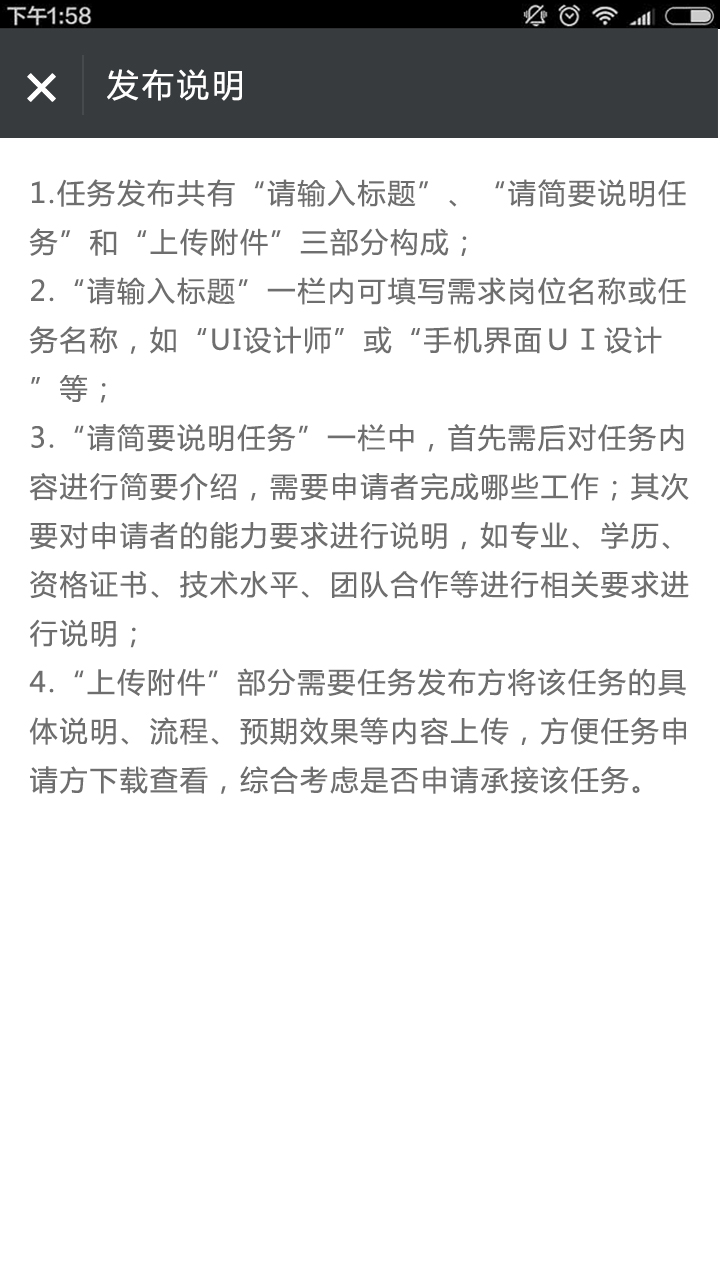 下午1:58
发布说明
1.任务发布共有“请输入标题”、“请简要说明任
务”和“上传附件”三部分构成；
2.“请输入标题”一栏内可填写需求岗位名称或任
务名称，如“UI设计师”或“手机界面ＵＩ设计
”等；
3.“请简要说明任务”一栏中，首先需后对任务内
容进行简要介绍，需要申请者完成哪些工作；其次
要对申请者的能力要求进行说明，如专业、学历、
资格证书、技术水平、团队合作等进行相关要求进
行说明；
4.“上传附件”部分需要任务发布方将该任务的具
体说明、流程、预期效果等内容上传，方便任务申
请方下载查看，综合考虑是否申请承接该任务。